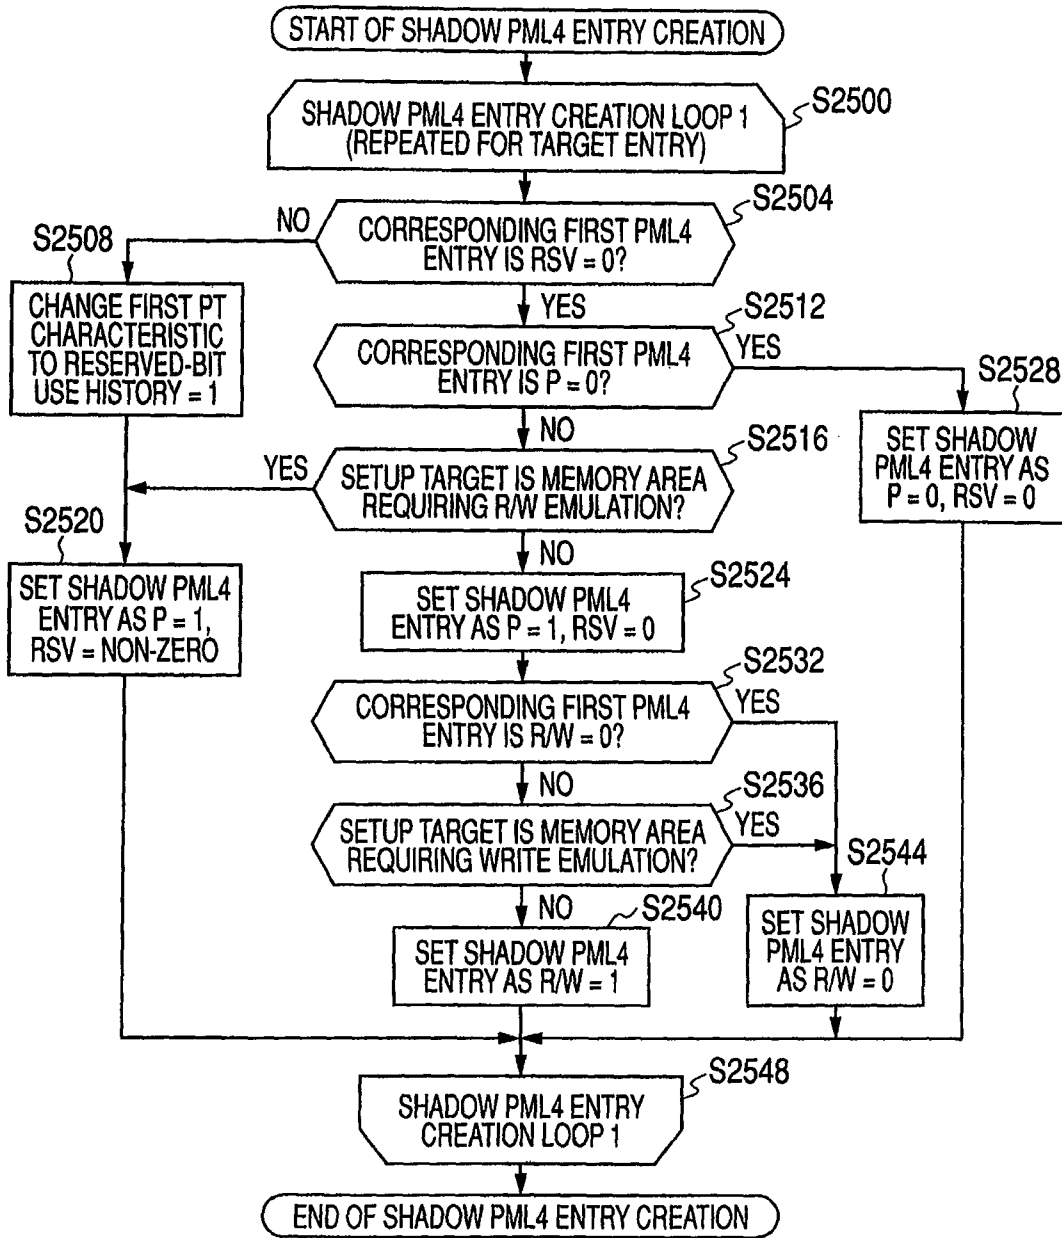 START OF SHADOW PML4 ENTRY CREATION
S2500
SHADOW PML4 ENTRY CREATION LOOP 1
(REPEATED FOR TARGET ENTRY)
S2504
NO
CORRESPONDING FIRST PML4
ENTRY IS RSV = 0?
S2508
CHANGE FIRST PT
CHARACTERISTIC
TO RESERVED-BIT
USE HISTORY = 1
YES
S2512
CORRESPONDING FIRST PML4
ENTRY IS P = 0?
YES
S2528
SET SHADOW
PML4 ENTRY AS
P = 0, RSV = 0
NO
S2516
YES
SETUP TARGET IS MEMORY AREA
REQUIRING R/W EMULATION?
S2520
SET SHADOW PML4
ENTRY AS P = 1,
RSV = NON-ZERO
NO
S2524
SET SHADOW PML4
ENTRY AS P = 1, RSV = 0
S2532
CORRESPONDING FIRST PML4
ENTRY IS R/W = 0?
YES
NO
S2536
SETUP TARGET IS MEMORY AREA
REQUIRING WRITE EMULATION?
YES
S2544
SET SHADOW
PML4 ENTRY
AS R/W = 0
NO
S2540
SET SHADOW PML4
ENTRY AS R/W = 1
S2548
SHADOW PML4 ENTRY
CREATION LOOP 1
END OF SHADOW PML4 ENTRY CREATION